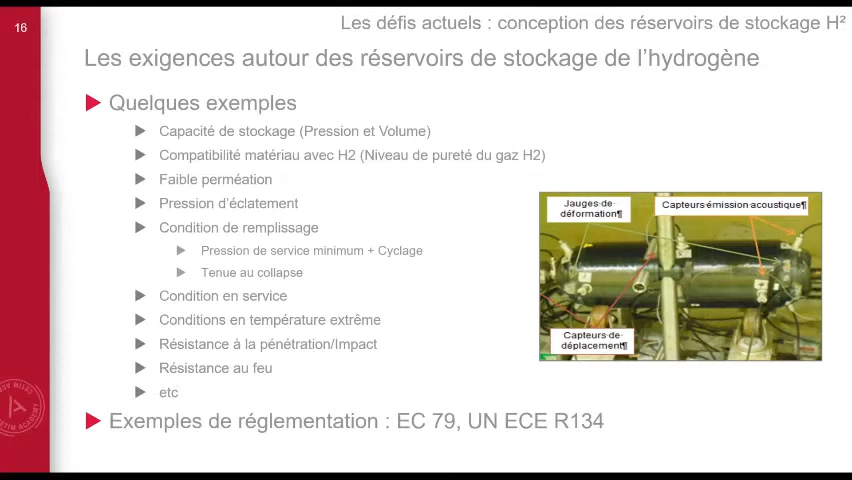 16
Les défis actuels : conception des réservoirs de stockage H²
Les exigences autour des réservoirs de stockage de l'hydrogène
Quelques exemples
Capacité de stockage (Pression et Volume)
Compatibilité matériau avec H2 (Niveau de pureté du gaz H2)
Faible perméation
Pression d'éclatement
Condition de remplissage
Pression de service minimum + Cyclage
Tenue au collapse
Condition en service
Conditions en température extrême
Résistance à la pénétration/Impact
Résistance au feu
etc
Jauges·de·
déformation¶
Capteurs·émission·acoustique¶
Capteurs·de·
déplacement¶
Exemples de réglementation : EC 79, UN ECE R134